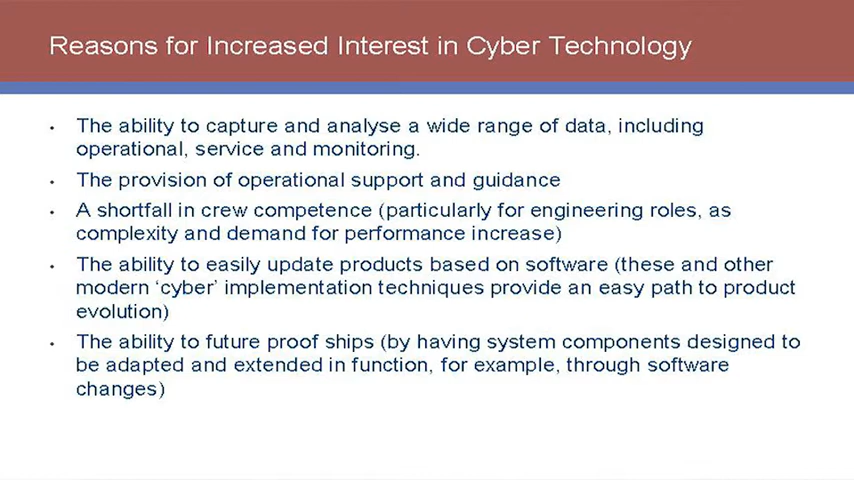 Reasons for Increased Interest in Cyber Technology
• The ability to capture and analyse a wide range of data, including
operational, service and monitoring.
• The provision of operational support and guidance
• A shortfall in crew competence (particularly for engineering roles, as
complexity and demand for performance increase)
• The ability to easily update products based on software (these and other
modern ‘cyber’ implementation techniques provide an easy path to product
evolution)
• The ability to future proof ships (by having system components designed to
be adapted and extended in function, for example, through software
changes)